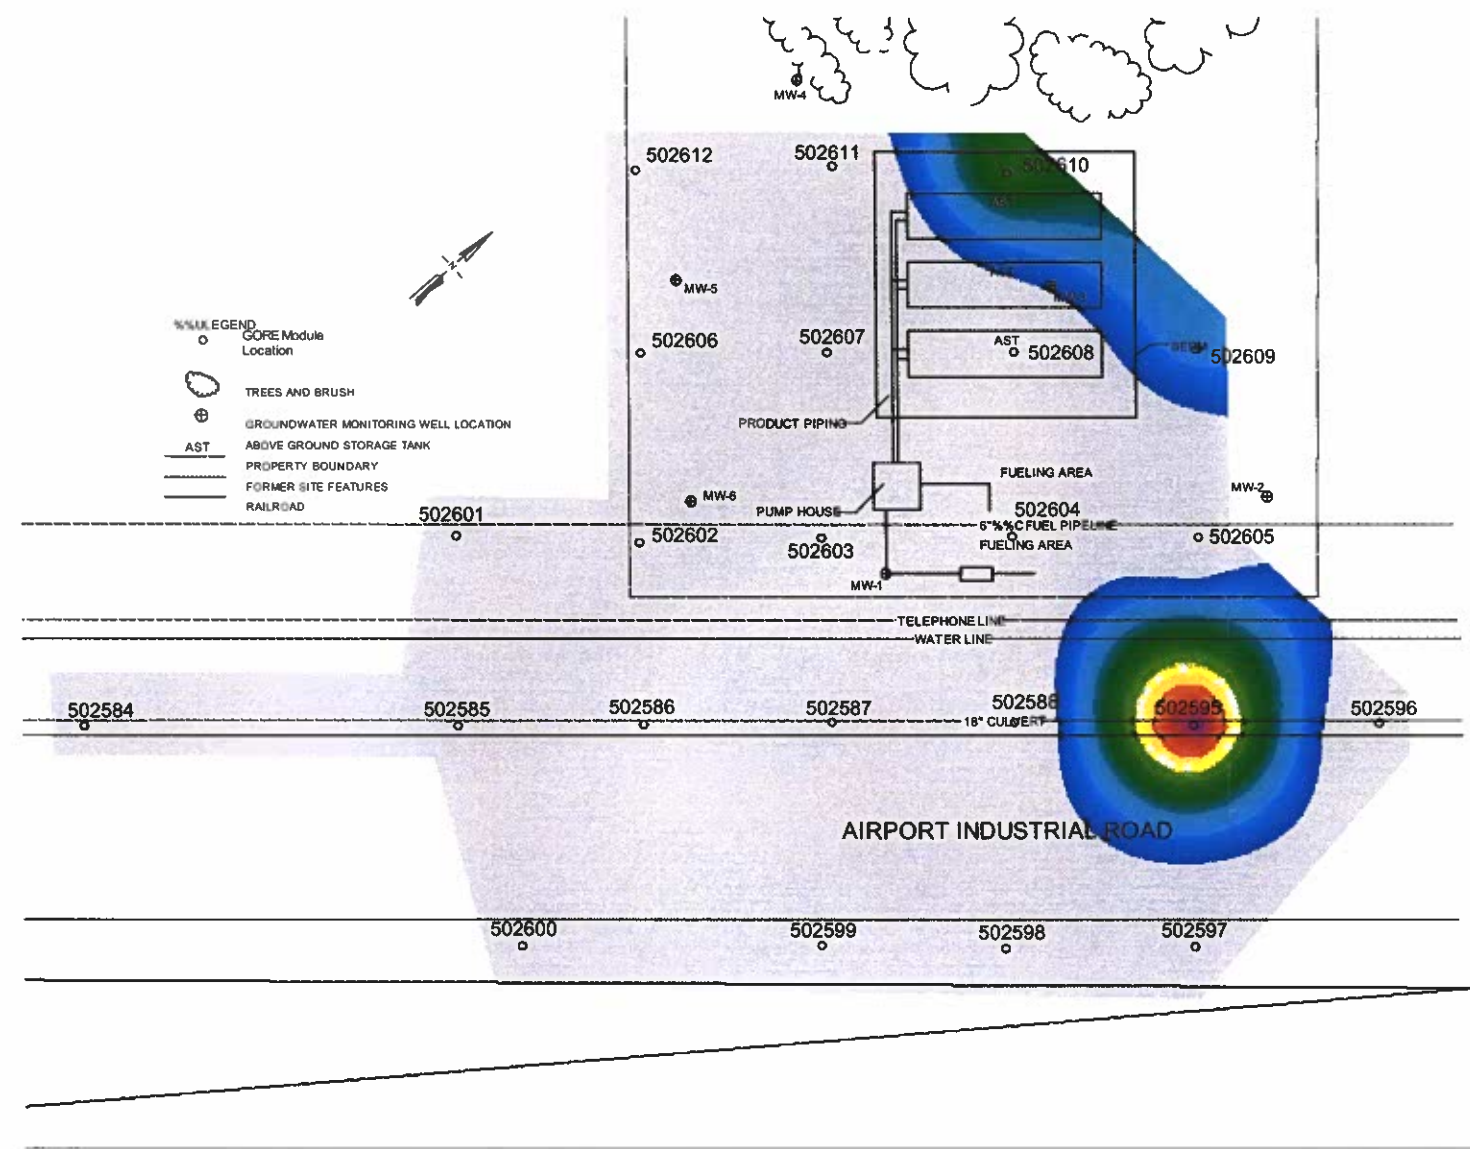 MW-4
502612
502611
502610
AST
N
MW-5
%%ULEGEND
GORE Module
Location
502606
502607
AST
502608
BERM
502609
TREES AND BRUSH
GROUNDWATER MONITORING WELL LOCATION
AST
ABOVE GROUND STORAGE TANK
PROPERTY BOUNDARY
FORMER SITE FEATURES
RAILROAD
PRODUCT PIPING
FUELING AREA
MW-6
MW-2
PUMP HOUSE
502604
502601
6"%%C FUEL PIPELINE
502602
502603
FUELING AREA
502605
MW-1
TELEPHONE LINE
WATER LINE
502584
502585
502586
502587
502588
502595
502596
18" CULVERT
AIRPORT INDUSTRIAL ROAD
502600
502599
502598
502597